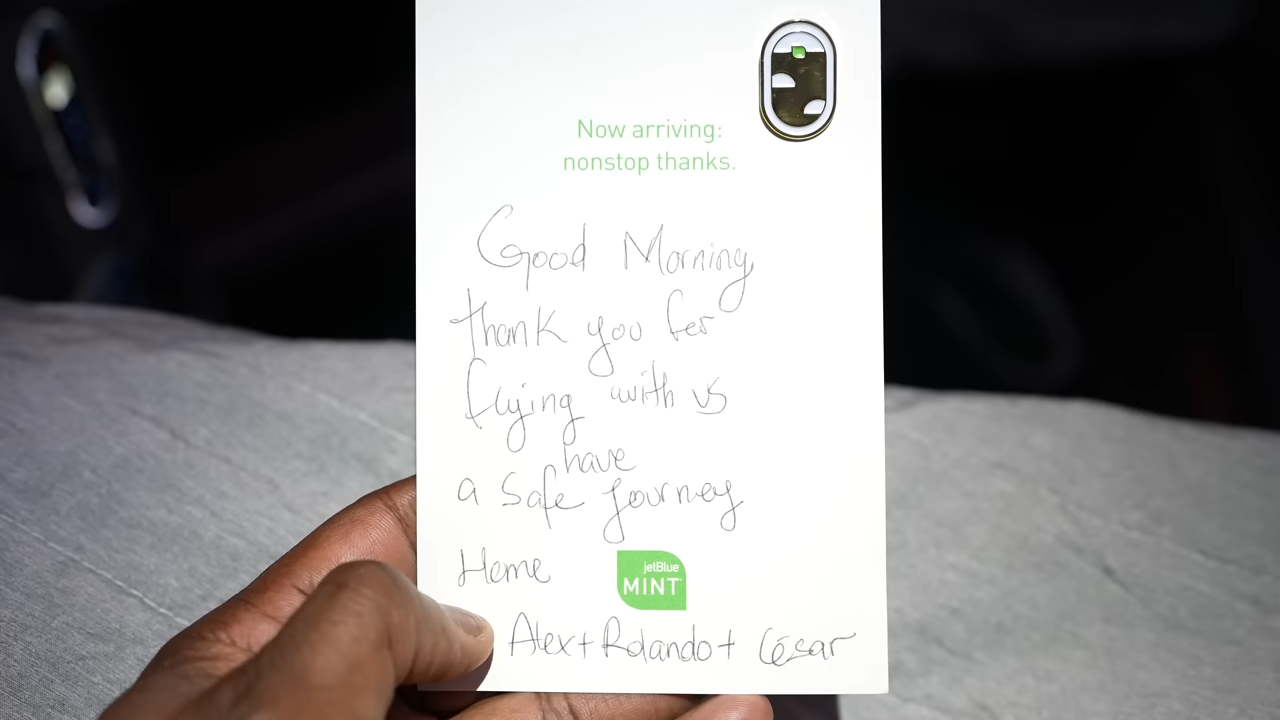 Now arriving:
nonstop thanks.
Good Morning
Thank you for
flying with us
have
a safe journey
Home
jetBlue
MINT
Alex+Rolando+ César